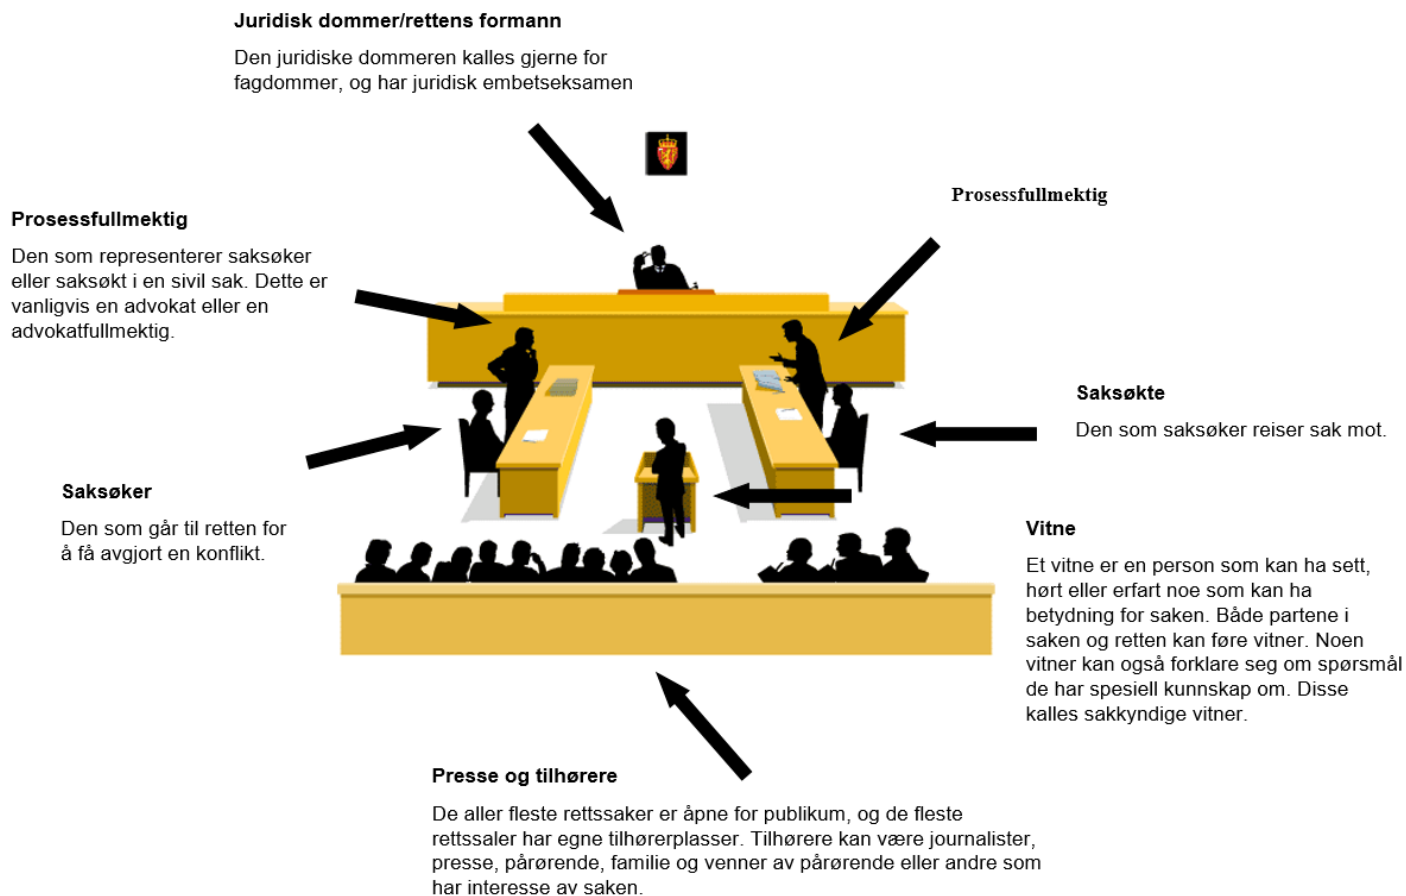 Juridisk dommer/rettens formann
Den juridiske dommeren kalles gjerne for
fagdommer, og har juridisk embetseksamen
Prosessfullmektig
Prosessfullmektig
Den som representerer saksøker
eller saksøkt i en sivil sak. Dette er
vanligvis en advokat eller en
advokatfullmektig.
Saksøkte
Den som saksøker reiser sak mot.
Saksøker
Den som går til retten for
å få avgjort en konflikt.
Vitne
Et vitne er en person som kan ha sett,
hørt eller erfart noe som kan ha
betydning for saken. Både partene i
saken og retten kan føre vitner. Noen
vitner kan også forklare seg om spørsmål
de har spesiell kunnskap om. Disse
kalles sakkyndige vitner.
Presse og tilhørere
De aller fleste rettssaker er åpne for publikum, og de fleste
rettssaler har egne tilhørerplasser. Tilhørere kan være journalister,
presse, pårørende, familie og venner av pårørende eller andre som
har interesse av saken.